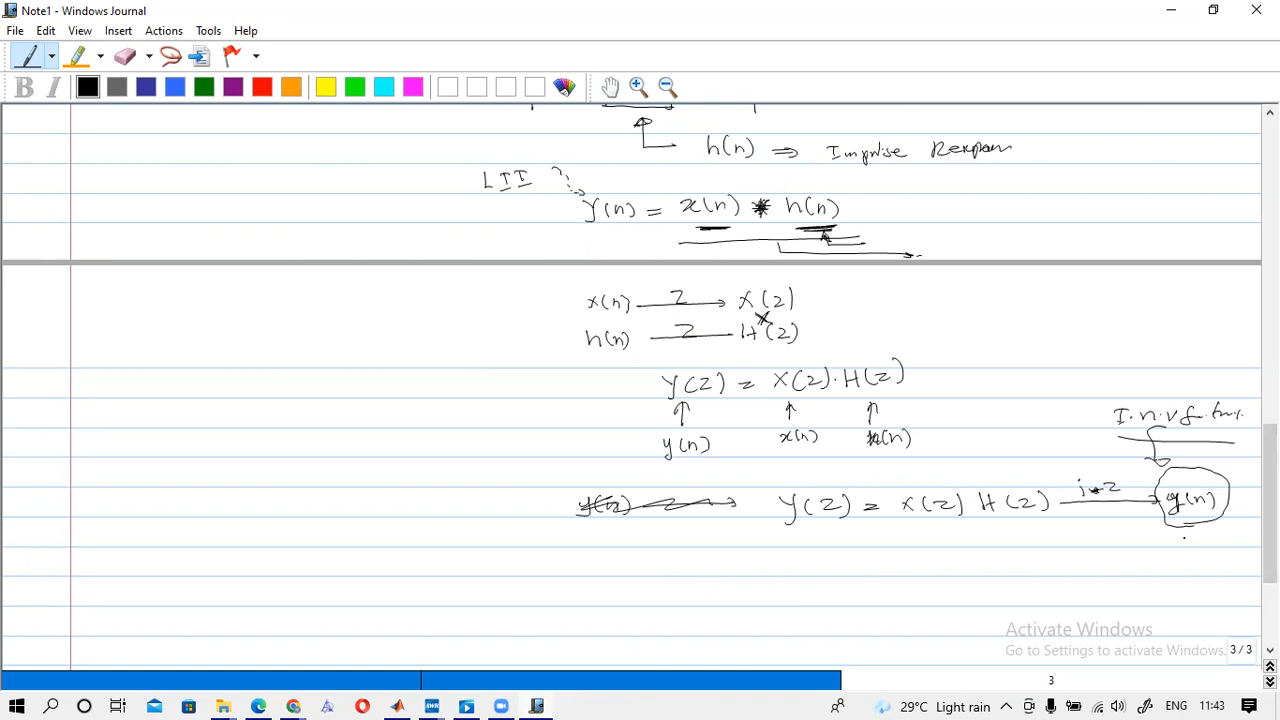 Note1 - Windows Journal
File Edit View Insert Actions Tools Help
B I
h(n) ⇒ Impulse Respon
LTI
y(n) = x(n) * h(n)
x(n) Z X(z)
*
h(n) Z H(z)
Y(Z) = X(Z) . H(Z)
↑ ↑ ↑
y(n) x(n) h(n)
Y(Z) = X(Z) H(Z) i-Z y(n)
Activate Windows
Go to Settings to activate Windows.
3 / 3
3
29°C Light rain ENG 11:43